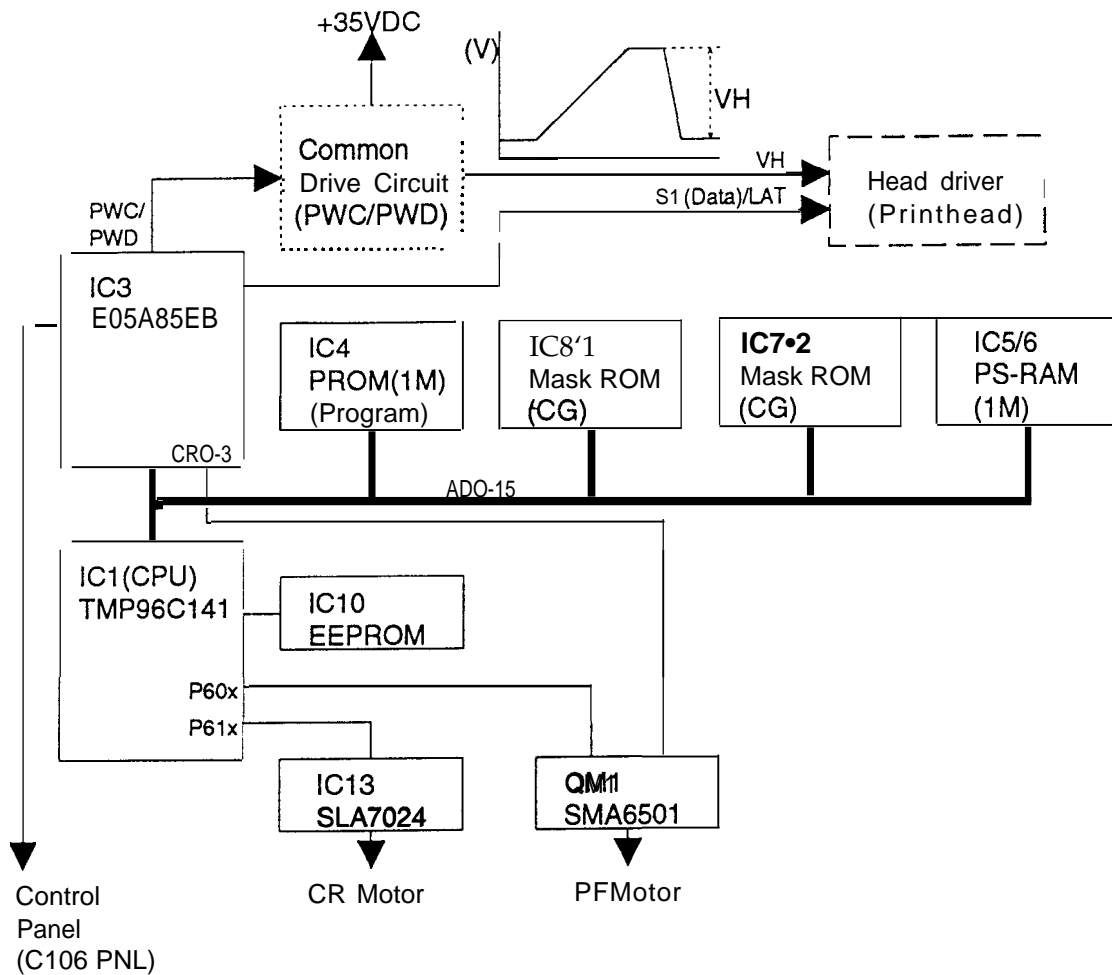 +35VDC
(V)
VH
Common
Drive Circuit
(PWC/PWD)
VH
S1 (Data)/LAT
Head driver
(Printhead)
PWC/
PWD
IC3
E05A85EB
CRO-3
IC4
PROM(1M)
(Program)
IC8‘1
Mask ROM
(CG)
IC7•2
Mask ROM
(CG)
IC5/6
PS-RAM
(1M)
ADO-15
IC1(CPU)
TMP96C141
P60x
P61x
IC10
EEPROM
IC13
SLA7024
QM1
SMA6501
Control
Panel
(C106 PNL)
CR Motor
PFMotor